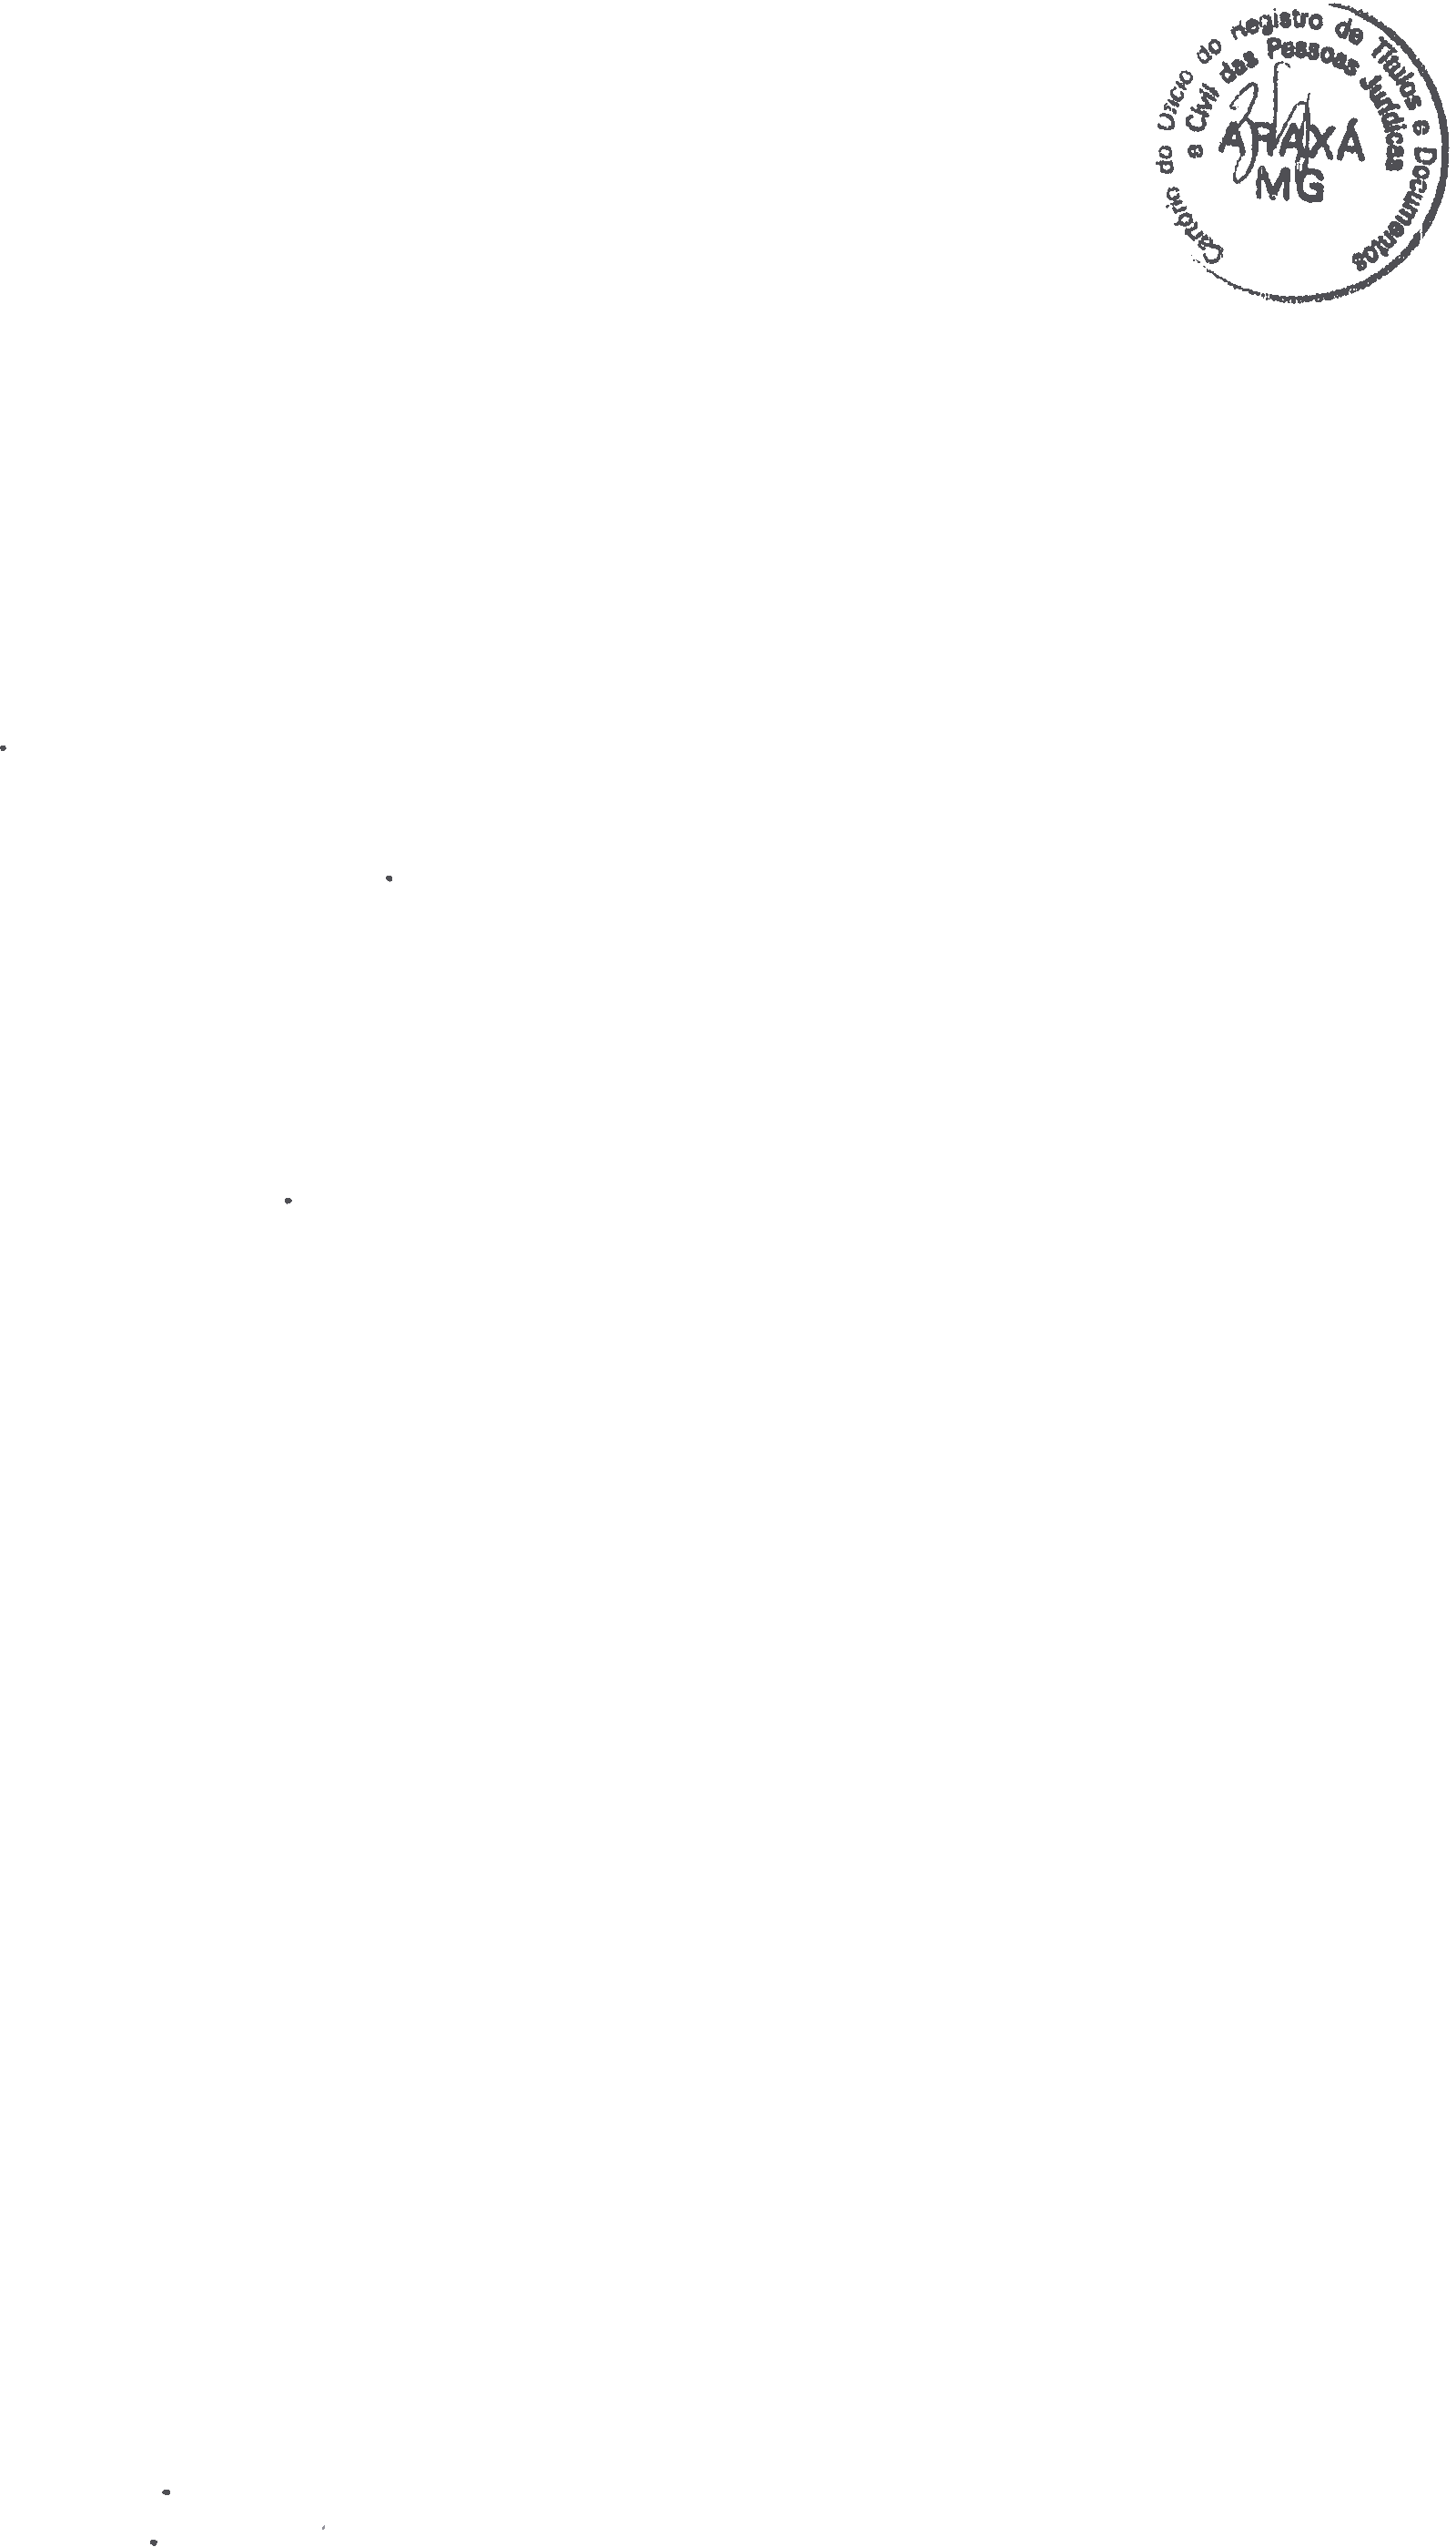 Cartório do Ofício do Registro de Títulos e Documentos
e Civil das Pessoas Jurídicas
ARAXÁ
MG